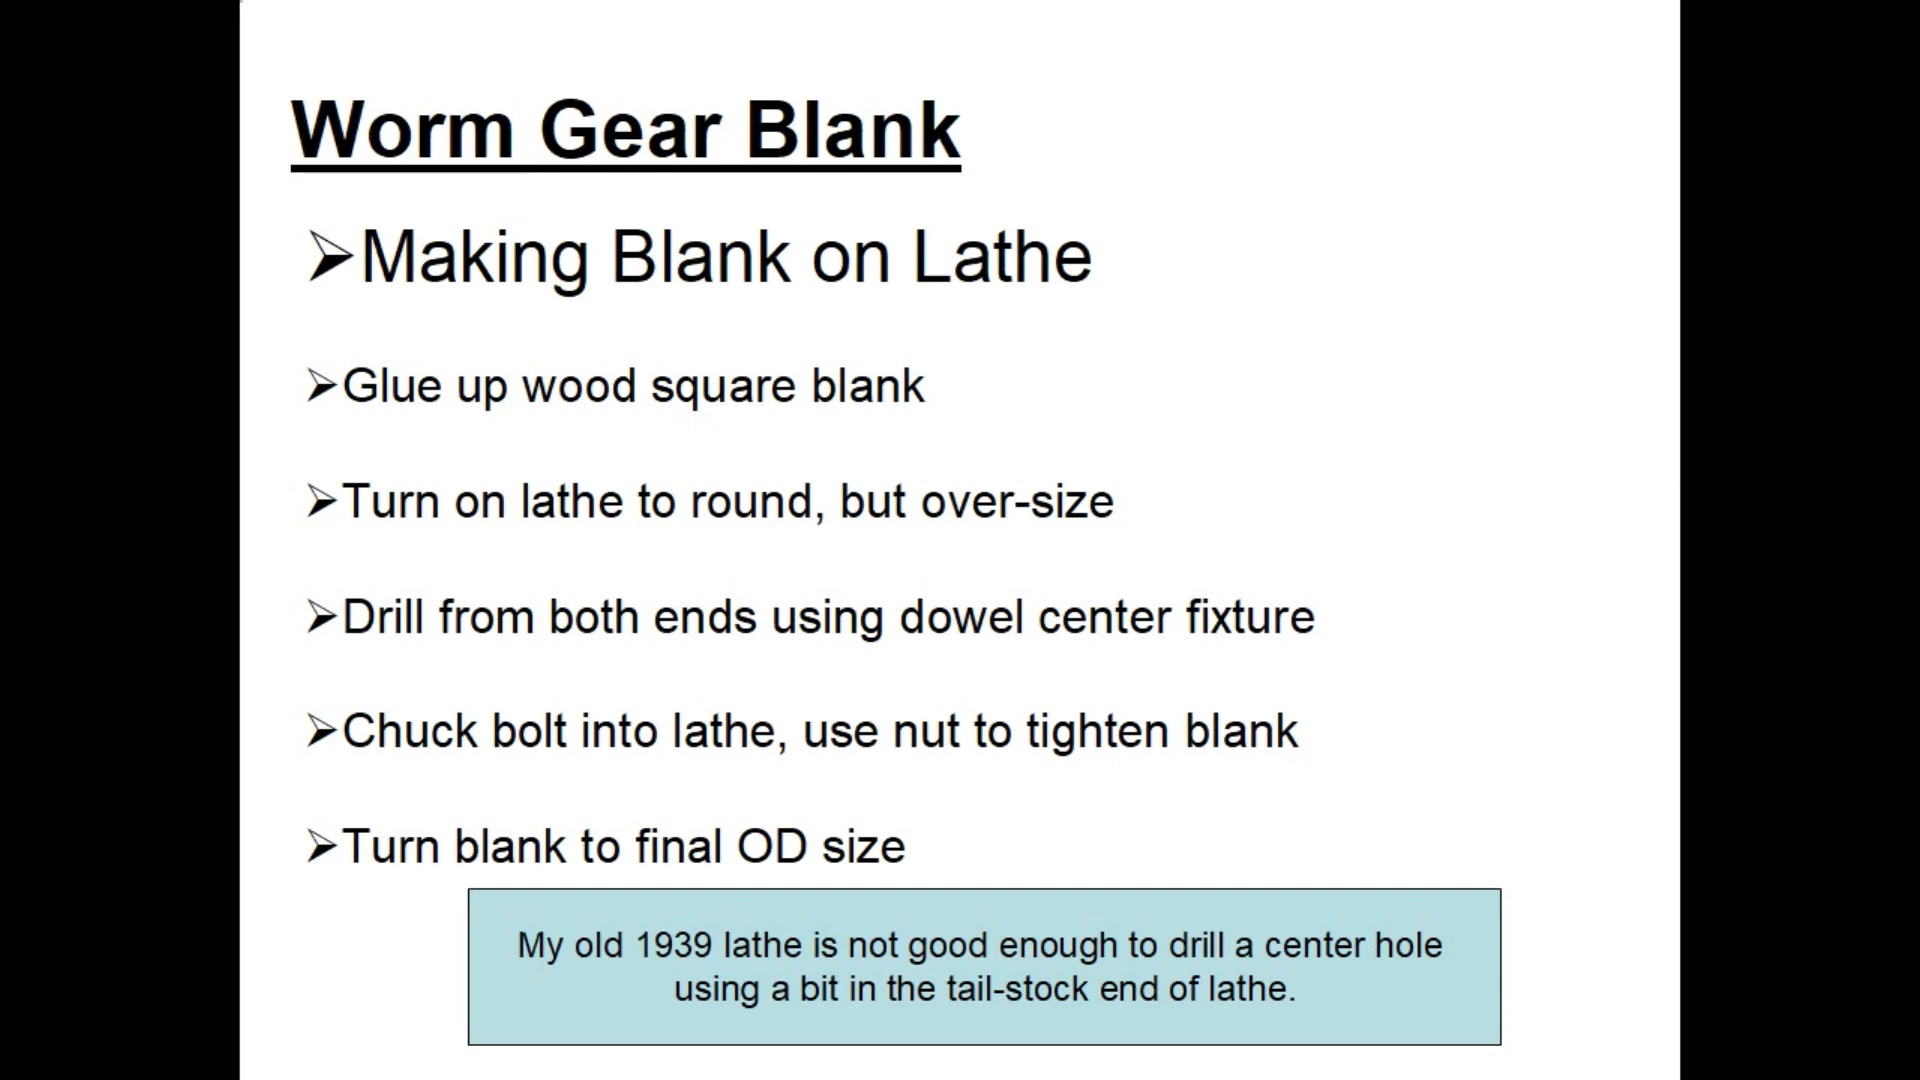 Worm Gear Blank
➢Making Blank on Lathe
➢Glue up wood square blank
➢Turn on lathe to round, but over-size
➢Drill from both ends using dowel center fixture
➢Chuck bolt into lathe, use nut to tighten blank
➢Turn blank to final OD size
My old 1939 lathe is not good enough to drill a center hole
using a bit in the tail-stock end of lathe.